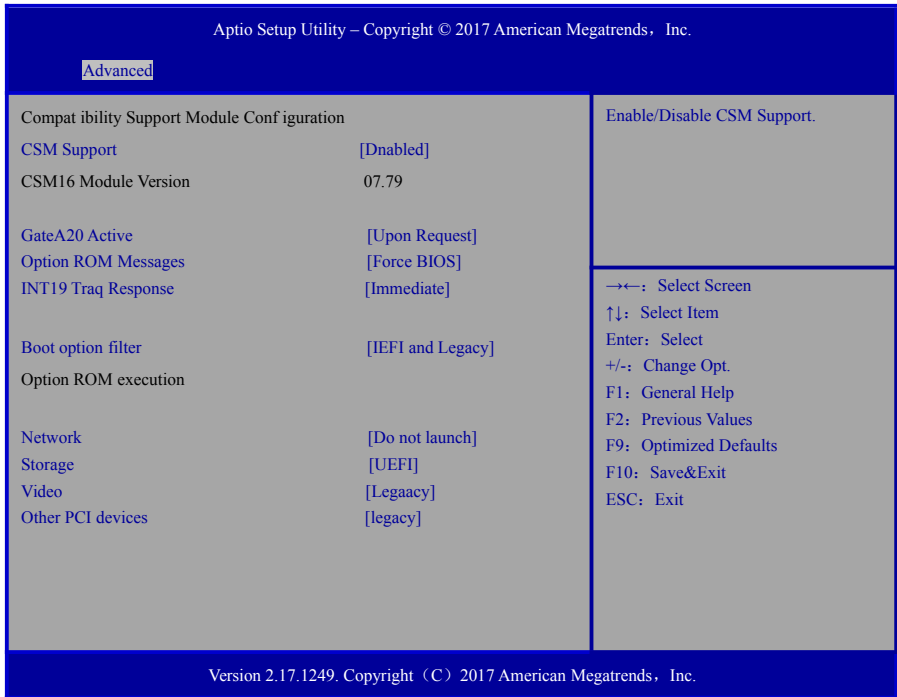 Aptio Setup Utility – Copyright © 2017 American Megatrends，Inc.
Advanced
Compat ibility Support Module Conf iguration
CSM Support [Dnabled]
CSM16 Module Version 07.79
GateA20 Active [Upon Request]
Option ROM Messages [Force BIOS]
INT19 Traq Response [Immediate]
Boot option filter [IEFI and Legacy]
Option ROM execution
Network [Do not launch]
Storage [UEFI]
Video [Legaacy]
Other PCI devices [legacy]
Enable/Disable CSM Support.
→←：Select Screen
↑↓：Select Item
Enter：Select
+/-：Change Opt.
F1：General Help
F2：Previous Values
F9：Optimized Defaults
F10：Save&Exit
ESC：Exit
Version 2.17.1249. Copyright（C）2017 American Megatrends，Inc.